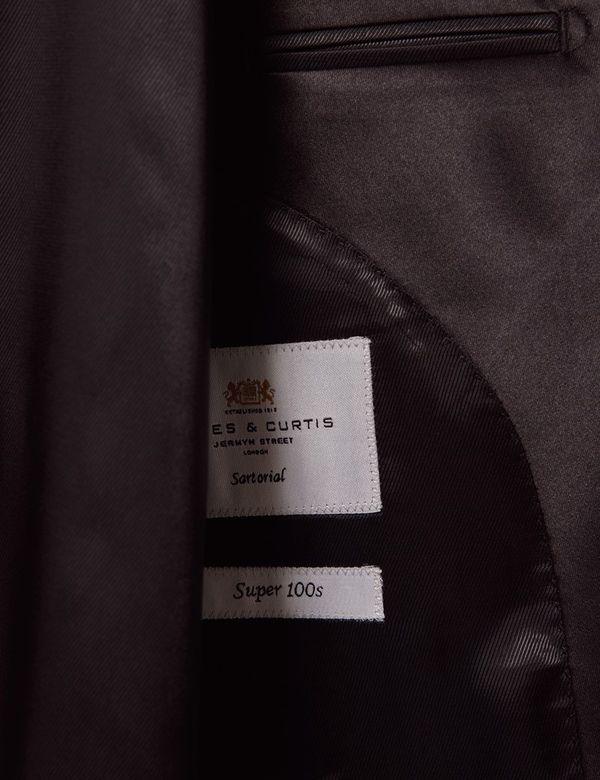 ESTABLISHED 1913
ES & CURTIS
JERMYN STREET
LONDON
Sartorial
Super 100s